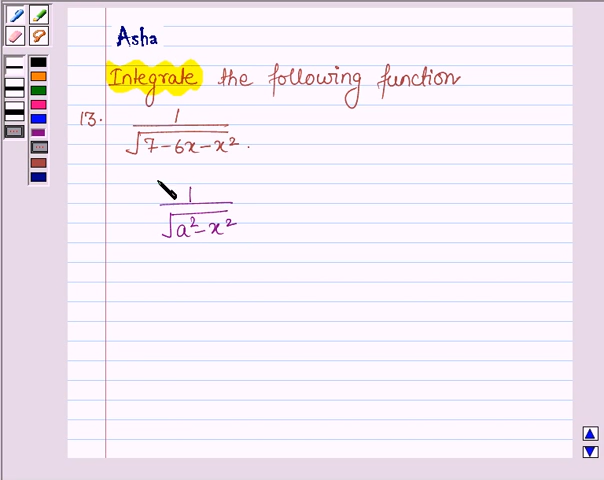 Asha
Integrate the following function
13. 1/√(7-6x-x²).
1/√(a²-x²)